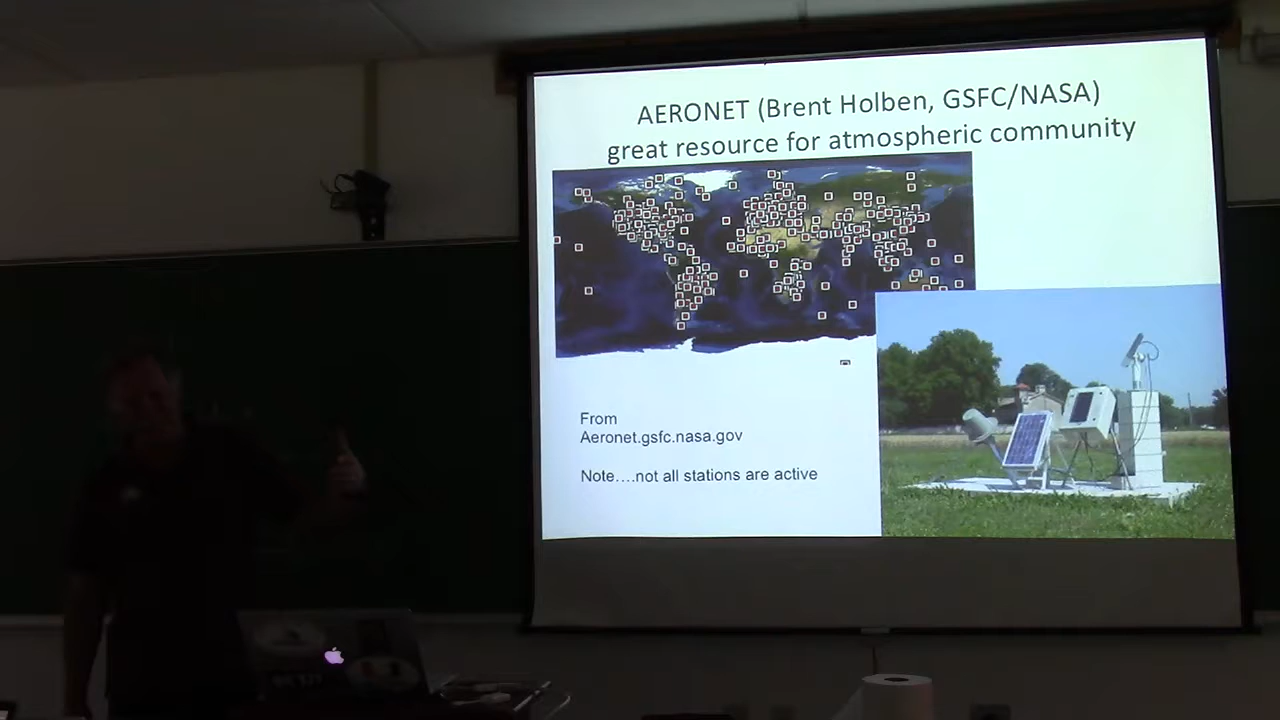 AERONET (Brent Holben, GSFC/NASA)
great resource for atmospheric community
From
Aeronet.gsfc.nasa.gov
Note....not all stations are active